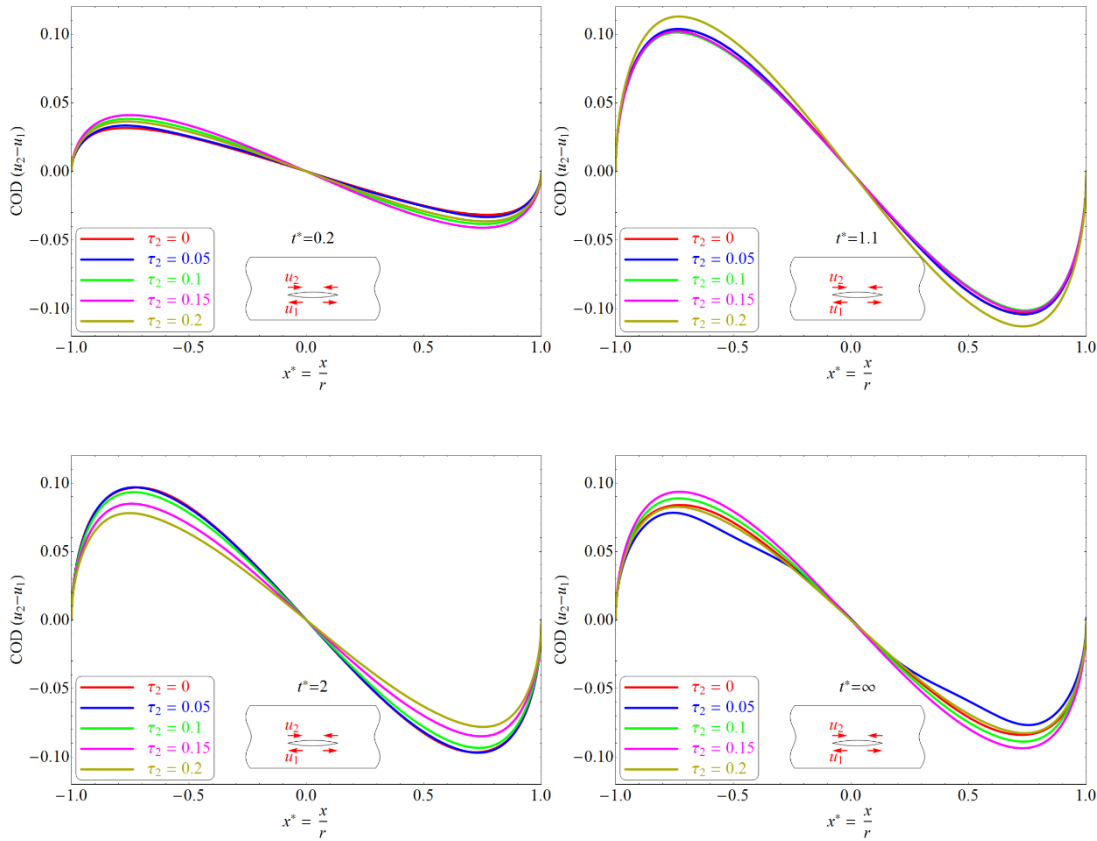 0.10
0.05
0.00
−0.05
−0.10
COD (u₂−u₁)
τ₂ = 0
τ₂ = 0.05
τ₂ = 0.1
τ₂ = 0.15
τ₂ = 0.2
t*=0.2
u₂
u₁
−1.0 −0.5 0.0 0.5 1.0
x* = x/r
0.10
0.05
0.00
−0.05
−0.10
COD (u₂−u₁)
τ₂ = 0
τ₂ = 0.05
τ₂ = 0.1
τ₂ = 0.15
τ₂ = 0.2
t*=1.1
u₂
u₁
−1.0 −0.5 0.0 0.5 1.0
x* = x/r
0.10
0.05
0.00
−0.05
−0.10
COD (u₂−u₁)
τ₂ = 0
τ₂ = 0.05
τ₂ = 0.1
τ₂ = 0.15
τ₂ = 0.2
t*=2
u₂
u₁
−1.0 −0.5 0.0 0.5 1.0
x* = x/r
0.10
0.05
0.00
−0.05
−0.10
COD (u₂−u₁)
τ₂ = 0
τ₂ = 0.05
τ₂ = 0.1
τ₂ = 0.15
τ₂ = 0.2
t*=∞
u₂
u₁
−1.0 −0.5 0.0 0.5 1.0
x* = x/r